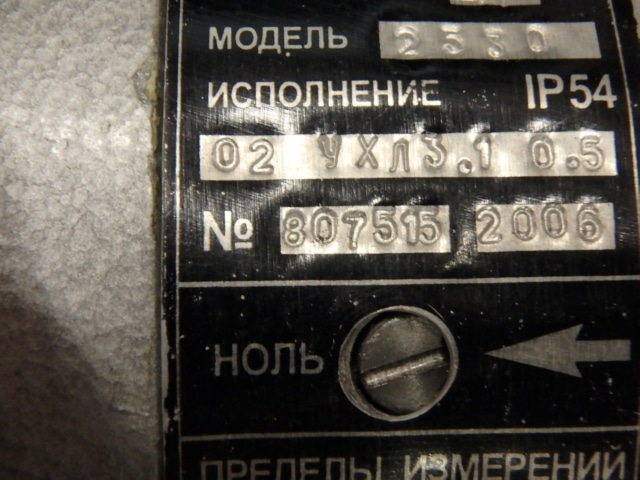 МОДЕЛЬ 2530
ИСПОЛНЕНИЕ IP54
02 УХЛ3.1 0.5
№ 807515 2006
НОЛЬ
ПРЕДЕЛЫ ИЗМЕРЕНИЙ